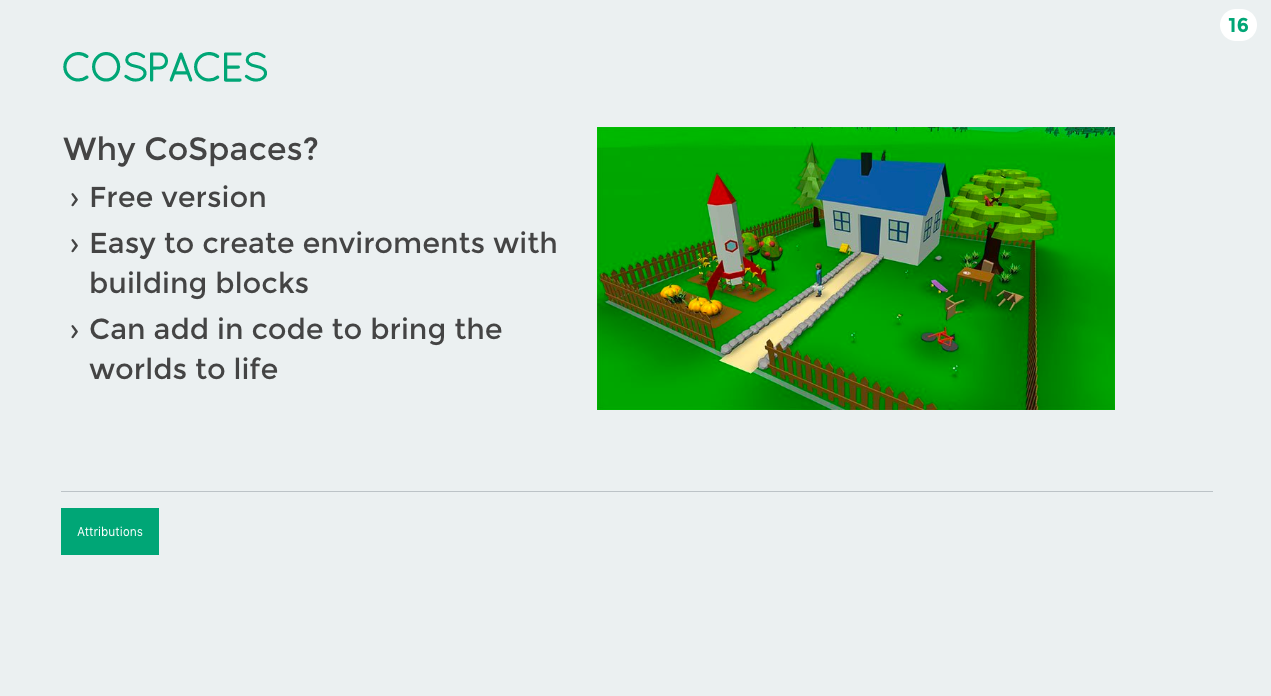 16
COSPACES
Why CoSpaces?
› Free version
› Easy to create enviroments with
building blocks
› Can add in code to bring the
worlds to life
Attributions